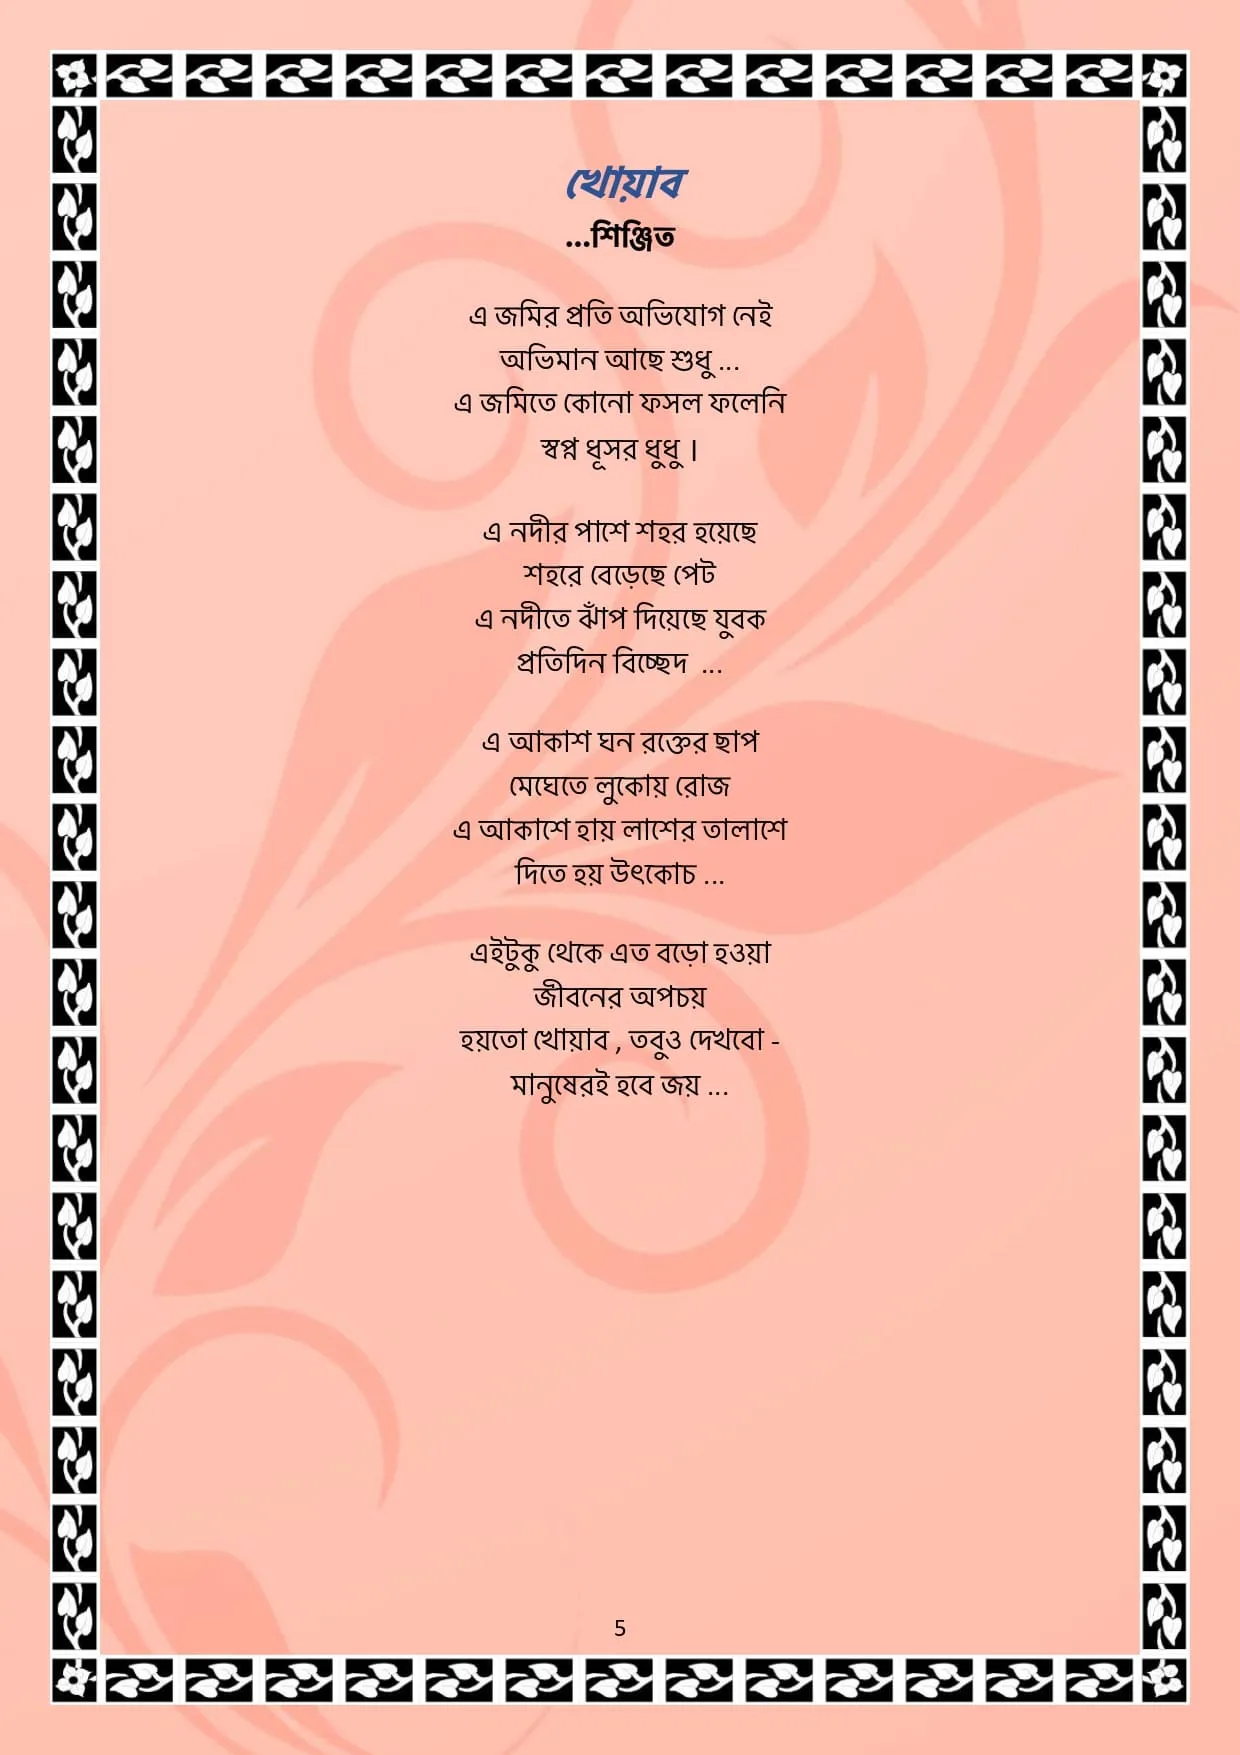 খোয়াব
...শিঞ্জিত
এ জমির প্রতি অভিযোগ নেই
অভিমান আছে শুধু ...
এ জমিতে কোনো ফসল ফলেনি
স্বপ্ন ধূসর ধুধু ।
এ নদীর পাশে শহর হয়েছে
শহরে বেড়েছে পেট
এ নদীতে ঝাঁপ দিয়েছে যুবক
প্রতিদিন বিচ্ছেদ ...
এ আকাশ ঘন রক্তের ছাপ
মেঘেতে লুকোয় রোজ
এ আকাশে হায় লাশের তালাশে
দিতে হয় উৎকোচ ...
এইটুকু থেকে এত বড়ো হওয়া
জীবনের অপচয়
হয়তো খোয়াব , তবুও দেখবো -
মানুষেরই হবে জয় ...
5